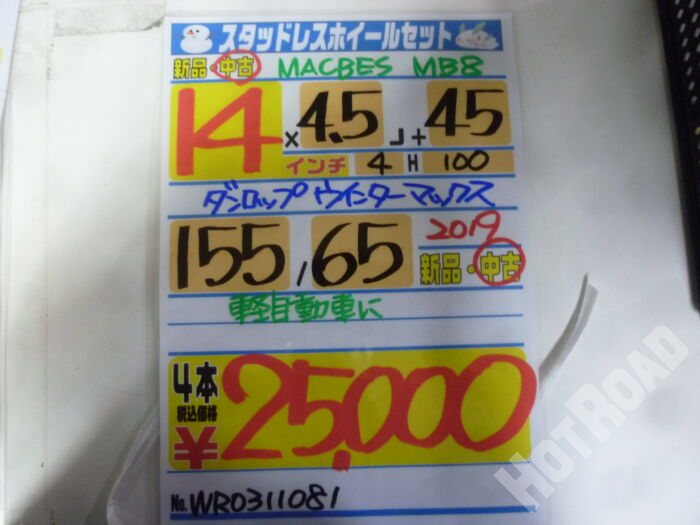 スタッドレスホイールセット
新品・中古 MACBES MB8
14 × 4.5 J + 45
インチ 4 H 100
ダンロップ ウインターマックス
155 / 65 2019
新品・中古
軽自動車に
4本
税込価格
¥25,000
No. WR0311081
HOTROAD